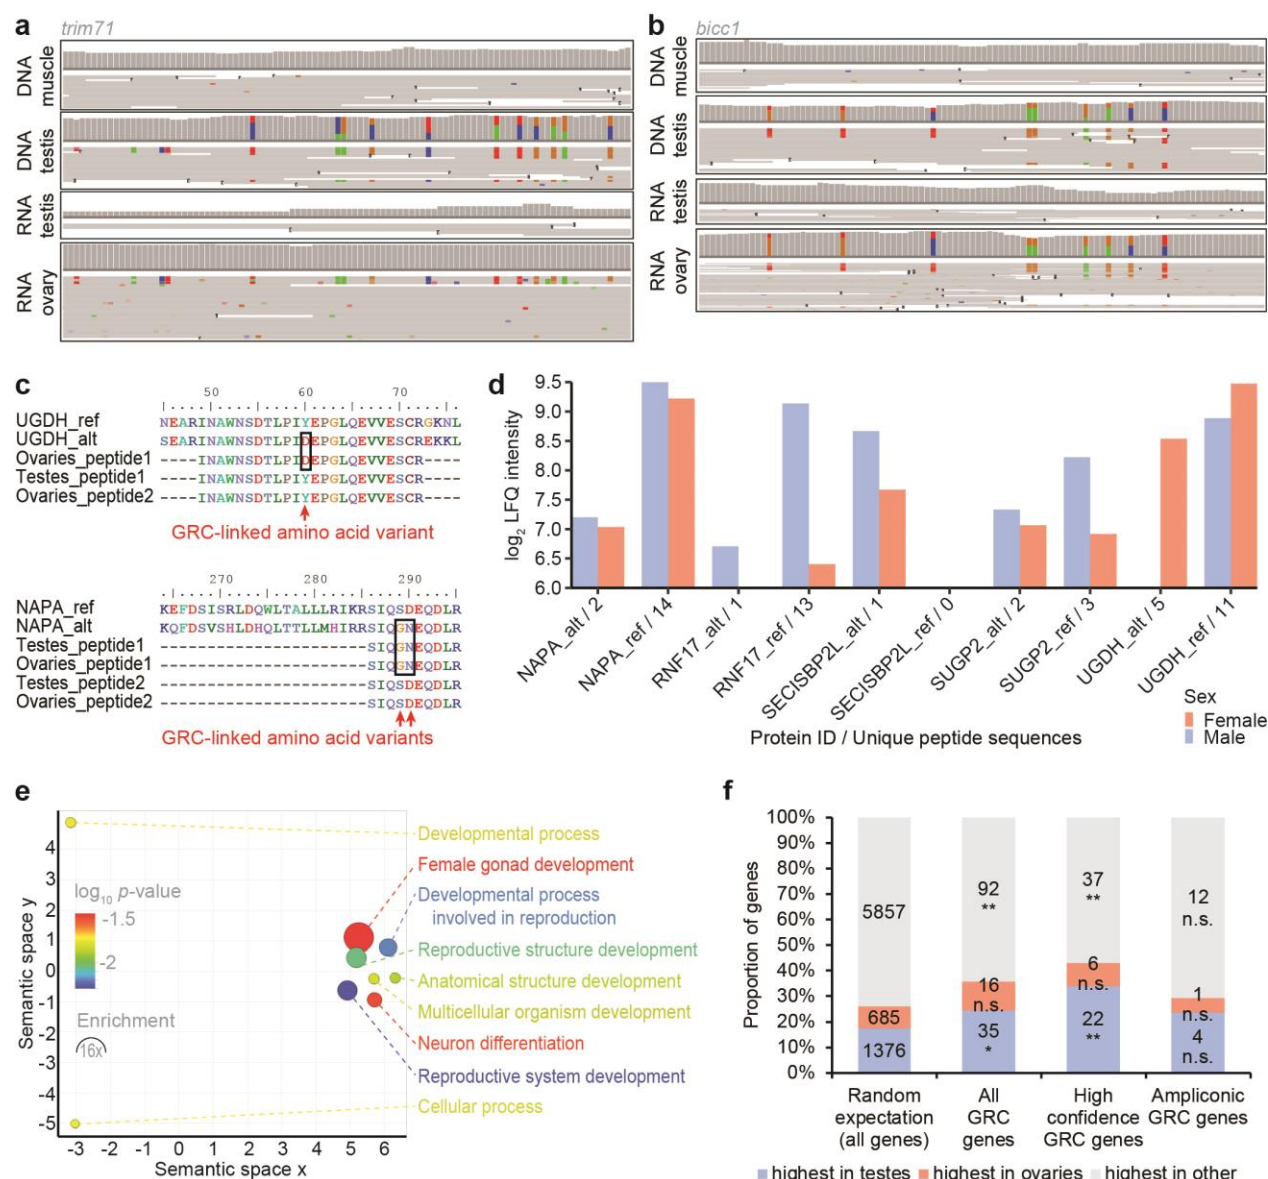 a
trim71
DNA muscle
DNA testis
RNA testis
RNA ovary
b
bicc1
DNA muscle
DNA testis
RNA testis
RNA ovary
c
50 60 70
UGDH_ref NEARINAWNSDTLPIYEPGLQEVVESCRGKNL
UGDH_alt SEARINAWNSDTLPIDEPGLQEVVESCREKKL
Ovaries_peptide1 ----INAWNSDTLPIDEPGLQEVVESCR----
Testes_peptide1 ----INAWNSDTLPIYEPGLQEVVESCR----
Ovaries_peptide2 ----INAWNSDTLPIYEPGLQEVVESCR----
GRC-linked amino acid variant
270 280 290
NAPA_ref KEFDSISRLDQWLTALLLRIKRSIQSDEQDLR
NAPA_alt KQFDSVSHLDHQLTTLLMHIRRSIQGNEQDLR
Testes_peptide1 ----------------------SIQGNEQDLR
Ovaries_peptide1 ----------------------SIQGNEQDLR
Testes_peptide2 ----------------------SIQSDEQDLR
Ovaries_peptide2 ----------------------SIQSDEQDLR
GRC-linked amino acid variants
d
log2 LFQ intensity
9.5
9.0
8.5
8.0
7.5
7.0
6.5
6.0
NAPA_alt / 2
NAPA_ref / 14
RNF17_alt / 1
RNF17_ref / 13
SECISBP2L_alt / 1
SECISBP2L_ref / 0
SUGP2_alt / 2
SUGP2_ref / 3
UGDH_alt / 5
UGDH_ref / 11
Protein ID / Unique peptide sequences
Sex
Female
Male
e
Semantic space y
4
3
2
1
0
-1
-2
-3
-4
-5
log10 p-value
-1.5
-2
Enrichment
16x
Developmental process
Female gonad development
Developmental process
involved in reproduction
Reproductive structure development
Anatomical structure development
Multicellular organism development
Neuron differentiation
Reproductive system development
Cellular process
-3 -2 -1 0 1 2 3 4 5 6
Semantic space x
f
Proportion of genes
100%
90%
80%
70%
60%
50%
40%
30%
20%
10%
0%
5857
685
1376
92
**
16
n.s.
35
*
37
**
6
n.s.
22
**
12
n.s.
1
n.s.
4
n.s.
Random
expectation
(all genes)
All
GRC
genes
High
confidence
GRC genes
Ampliconic
GRC genes
highest in testes highest in ovaries highest in other